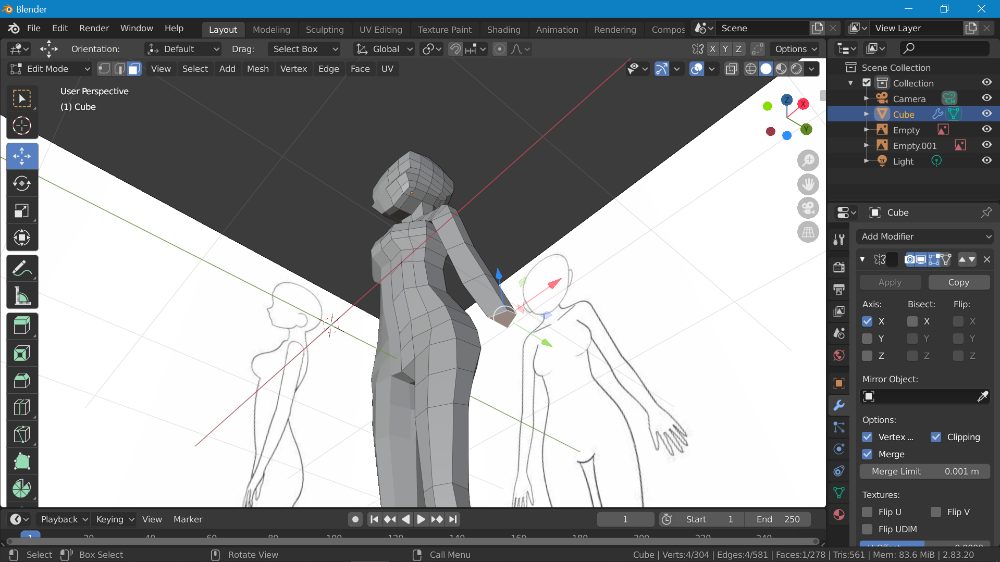 Blender
File Edit Render Window Help Layout Modeling Sculpting UV Editing Texture Paint Shading Animation Rendering Compos Scene View Layer
Orientation: Default Drag: Select Box Global X Y Z Options
Edit Mode View Select Add Mesh Vertex Edge Face UV
User Perspective
(1) Cube
Z
X
Y
Scene Collection
Collection
Camera
Cube
Empty
Empty.001
Light
Cube
Add Modifier
Apply Copy
Axis: Bisect: Flip:
X X X
Y Y Y
Z Z Z
Mirror Object:
Options:
Vertex ... Clipping
Merge
Merge Limit 0.001 m
Textures:
Flip U Flip V
Flip UDIM
Playback Keying View Marker 1 Start 1 End 250
1 20 40 60 80 100 120 140 160 180 200 220 240
Select Box Select Rotate View Call Menu Cube | Verts:4/304 | Edges:4/581 | Faces:1/278 | Tris:561 | Mem: 83.6 MiB | 2.83.20